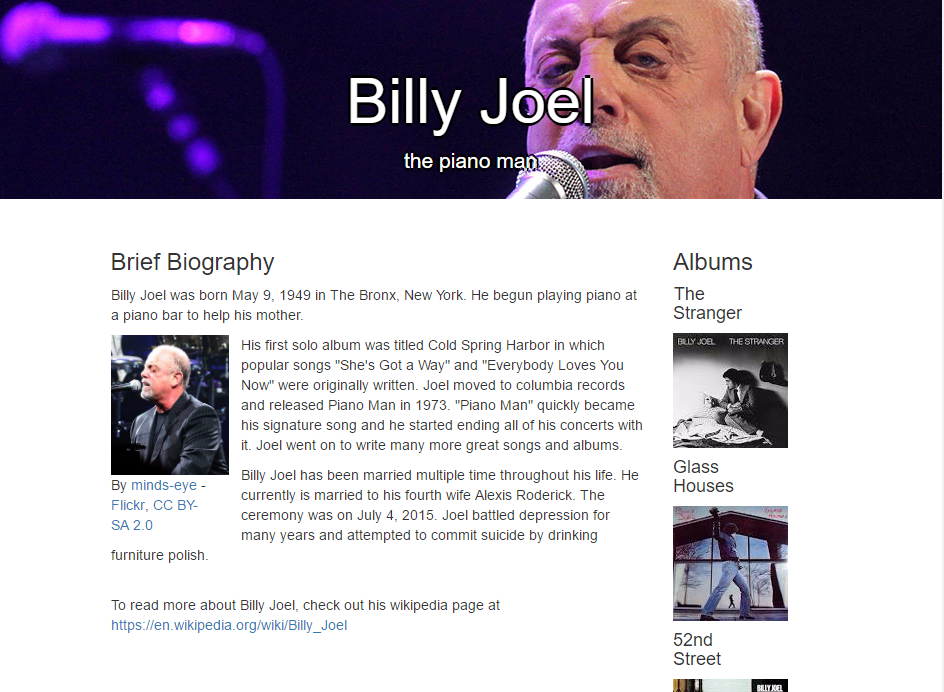 Billy Joel
the piano man
Brief Biography
Billy Joel was born May 9, 1949 in The Bronx, New York. He begun playing piano at
a piano bar to help his mother.
His first solo album was titled Cold Spring Harbor in which
popular songs "She's Got a Way" and "Everybody Loves You
Now" were originally written. Joel moved to columbia records
and released Piano Man in 1973. "Piano Man" quickly became
his signature song and he started ending all of his concerts with
it. Joel went on to write many more great songs and albums.
By minds-eye -
Flickr, CC BY-
SA 2.0
Billy Joel has been married multiple time throughout his life. He
currently is married to his fourth wife Alexis Roderick. The
ceremony was on July 4, 2015. Joel battled depression for
many years and attempted to commit suicide by drinking
furniture polish.
To read more about Billy Joel, check out his wikipedia page at
https://en.wikipedia.org/wiki/Billy_Joel
Albums
The
Stranger
BILLY JOEL THE STRANGER
Glass
Houses
52nd
Street
BILLY JOEL